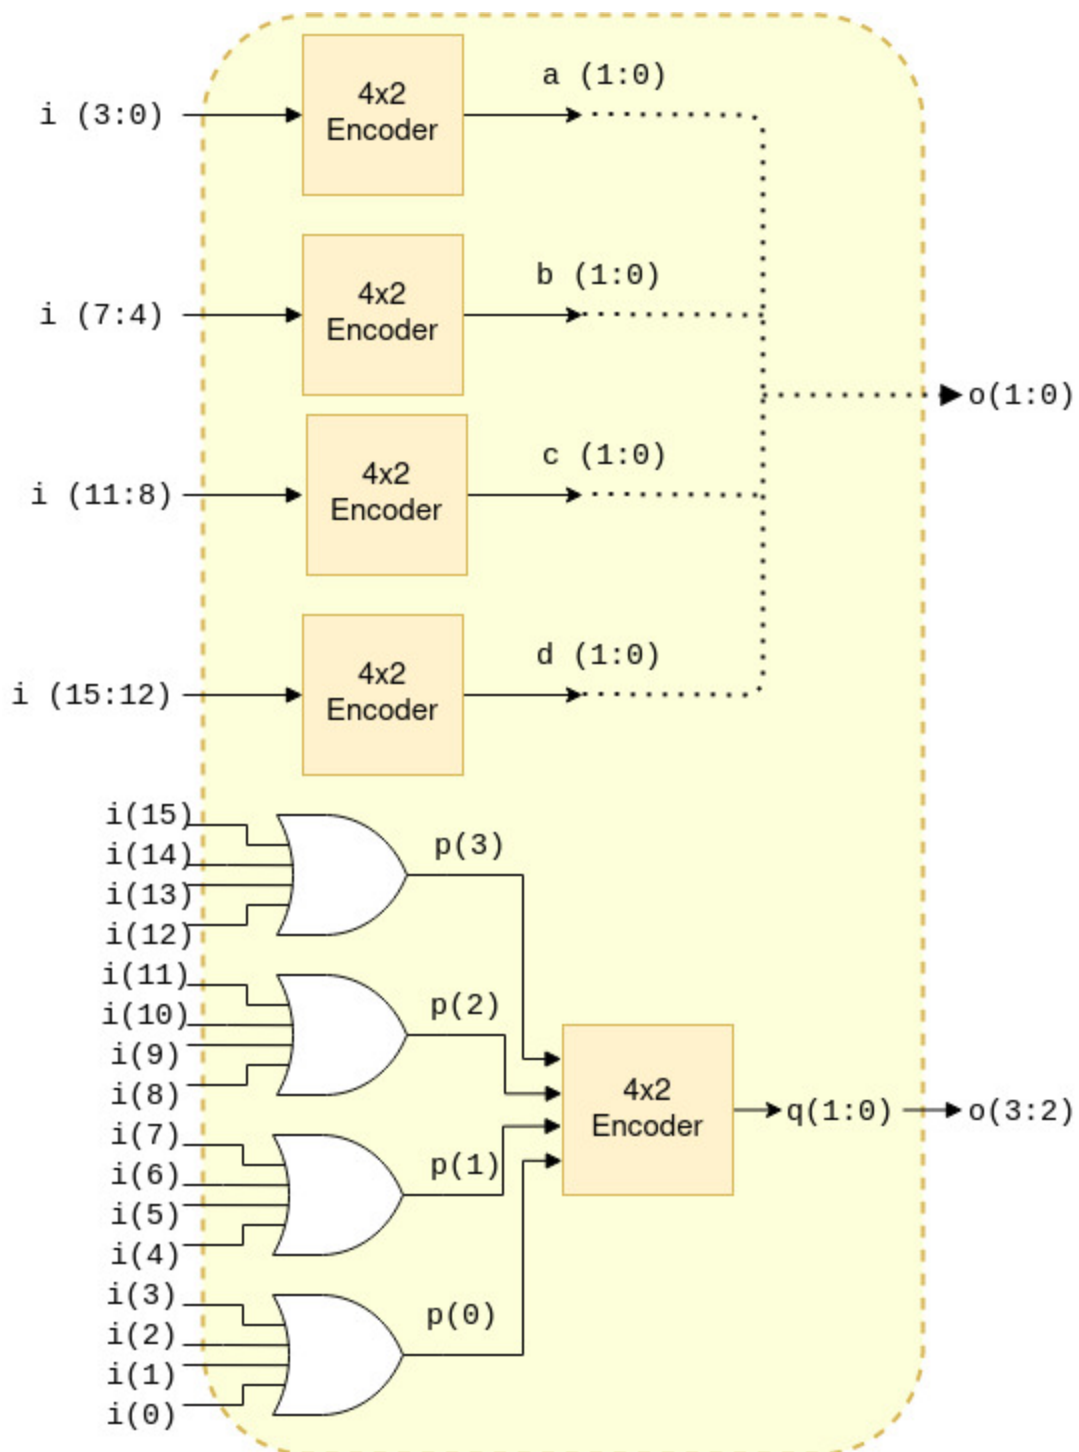 a (1:0)
i (3:0)
4x2
Encoder
b (1:0)
i (7:4)
4x2
Encoder
o(1:0)
c (1:0)
i (11:8)
4x2
Encoder
d (1:0)
i (15:12)
4x2
Encoder
i(15)
i(14)
i(13)
i(12)
p(3)
i(11)
i(10)
i(9)
i(8)
p(2)
4x2
Encoder
q(1:0)
o(3:2)
i(7)
i(6)
i(5)
i(4)
p(1)
i(3)
i(2)
i(1)
i(0)
p(0)